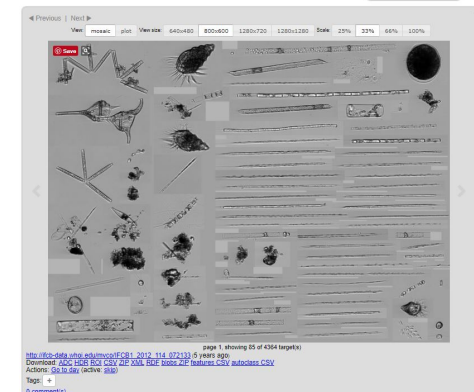 ◀ Previous | Next ▶
View: mosaic plot View size: 640x480 800x600 1280x720 1280x1280 Scale: 25% 33% 66% 100%
Save
page 1, showing 85 of 4364 target(s)
http://ifcb-data.whoi.edu/mvco/IFCB1_2012_114_072133 (5 years ago)
Download: ADC HDR ROI CSV ZIP XML RDF blobs ZIP features CSV autoclass CSV
Actions: Go to day (active: skip)
Tags: +
0 comment(s)